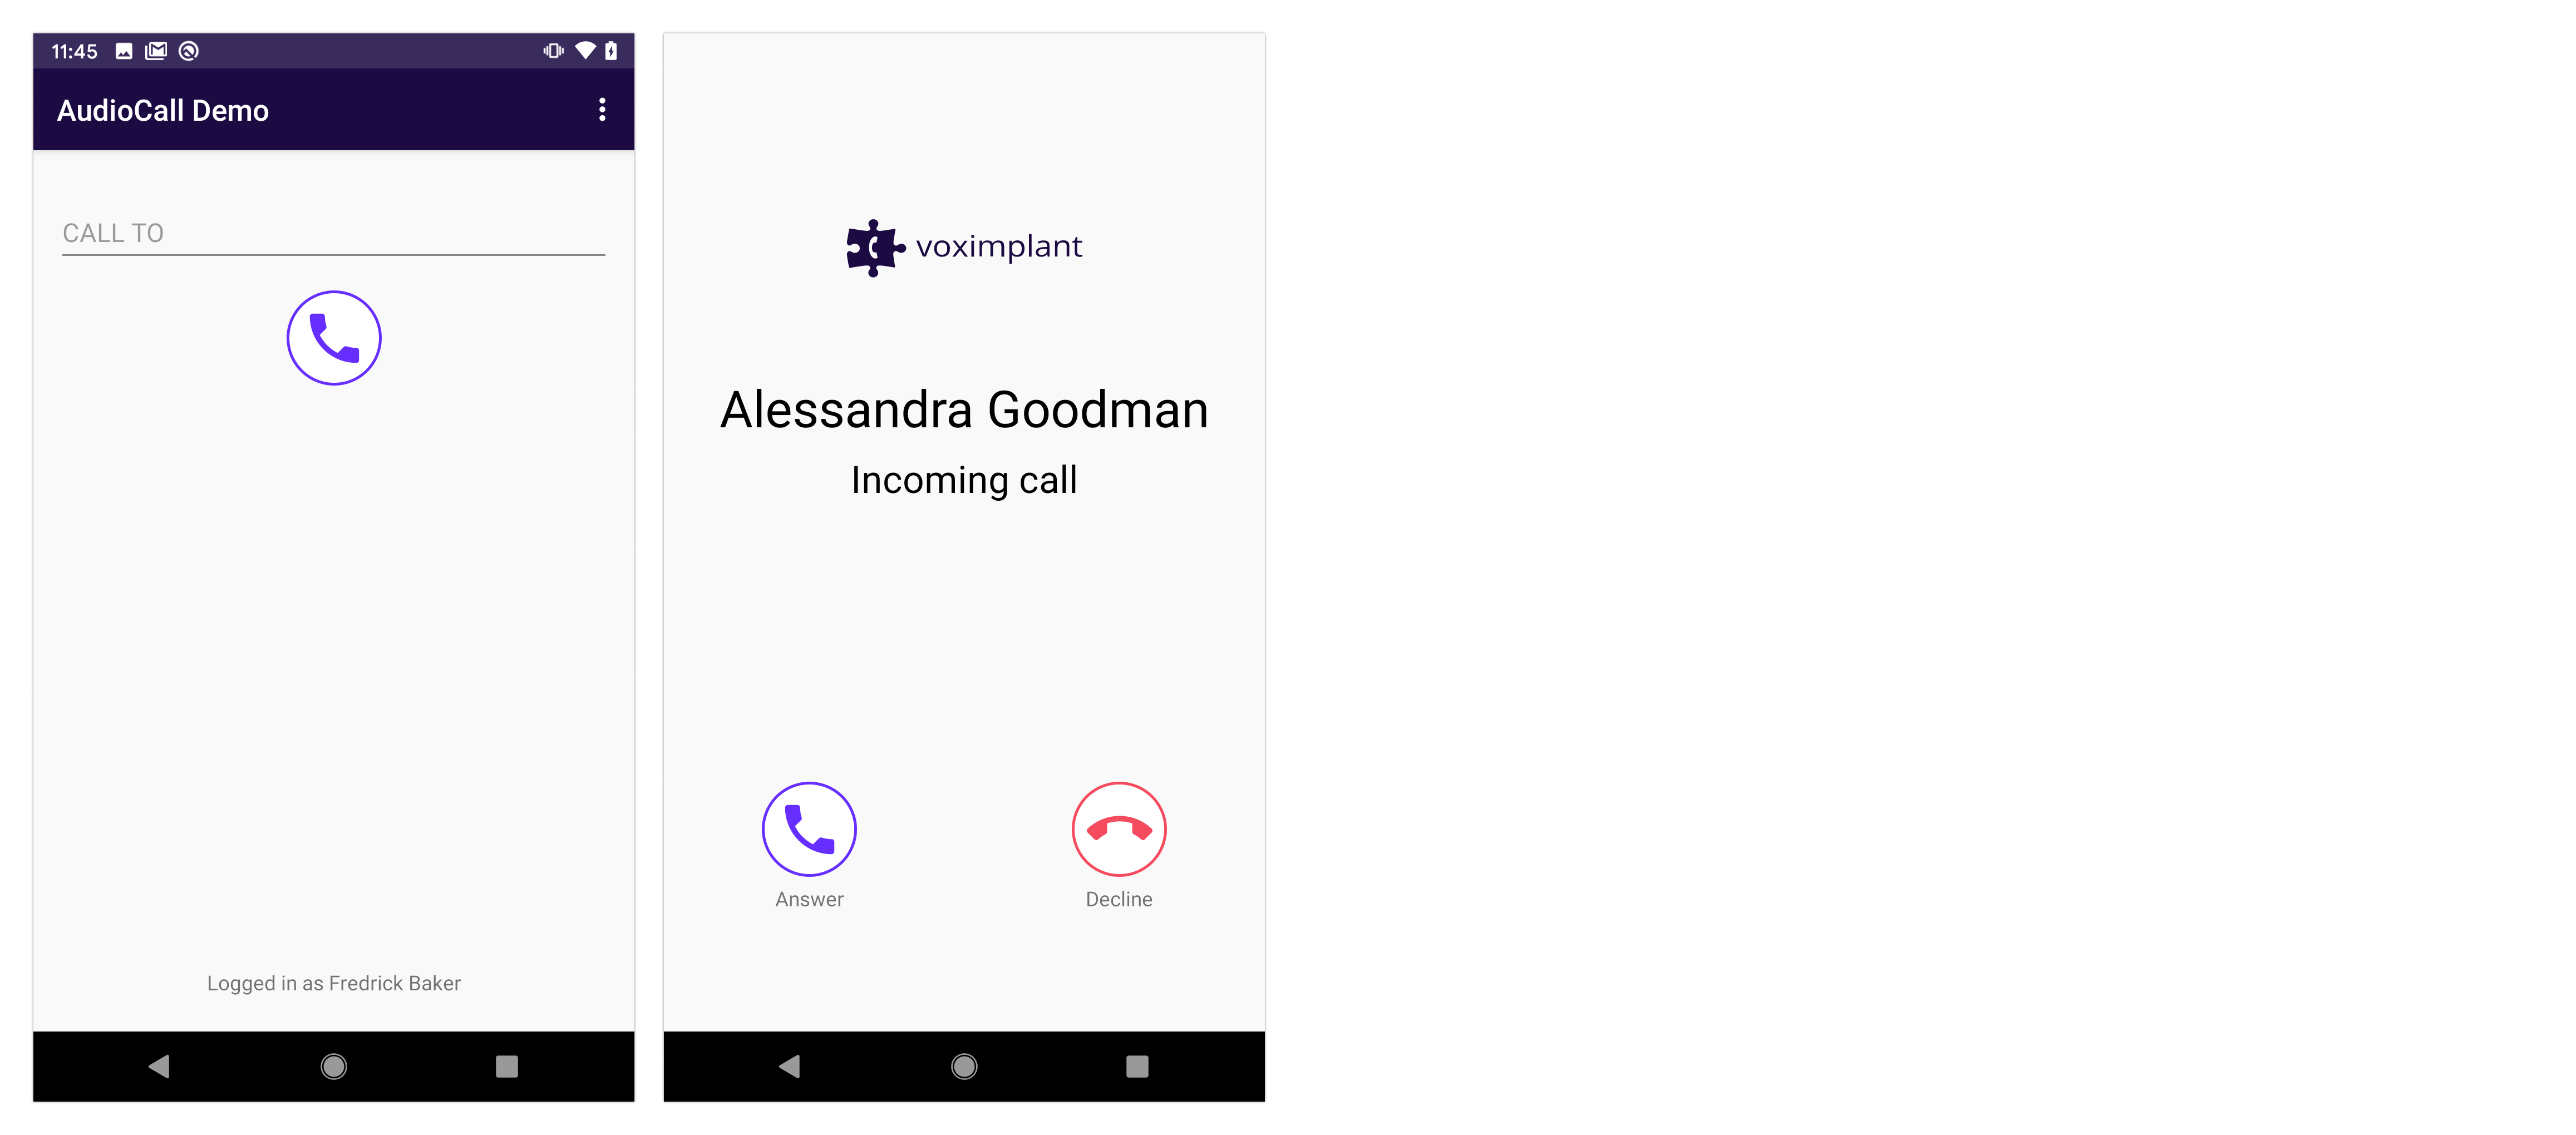 11:45
AudioCall Demo
CALL TO
Logged in as Fredrick Baker
voximplant
Alessandra Goodman
Incoming call
Answer
Decline